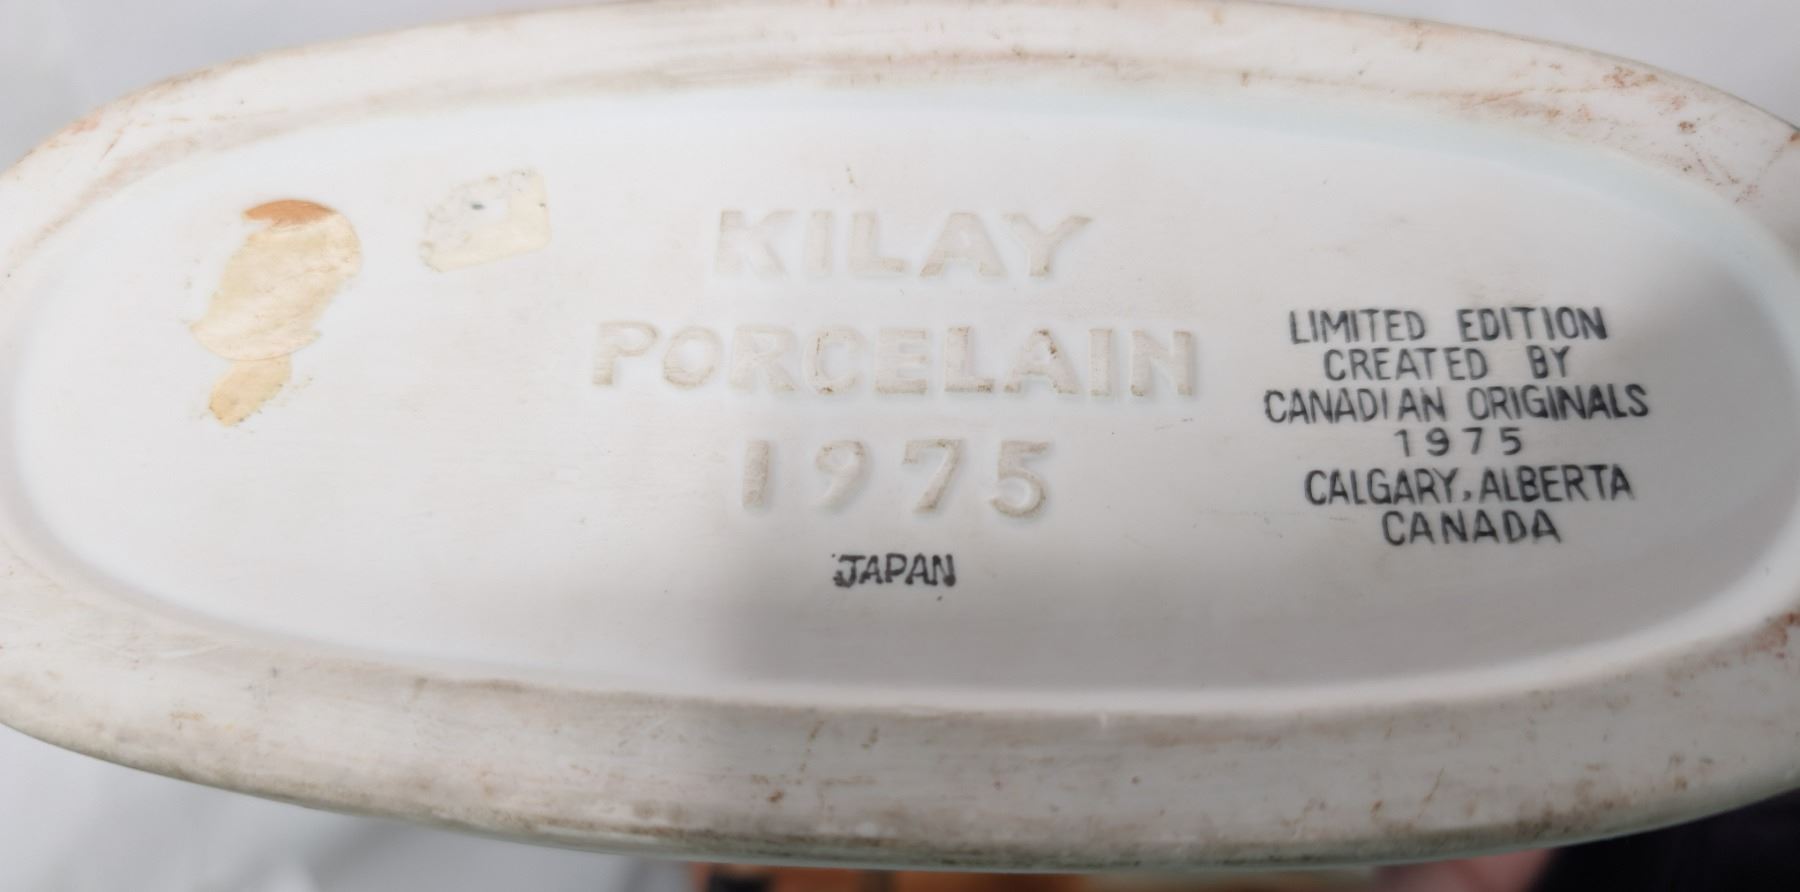 KILAY
PORCELAIN
1975
JAPAN
LIMITED EDITION
CREATED BY
CANADIAN ORIGINALS
1975
CALGARY, ALBERTA
CANADA